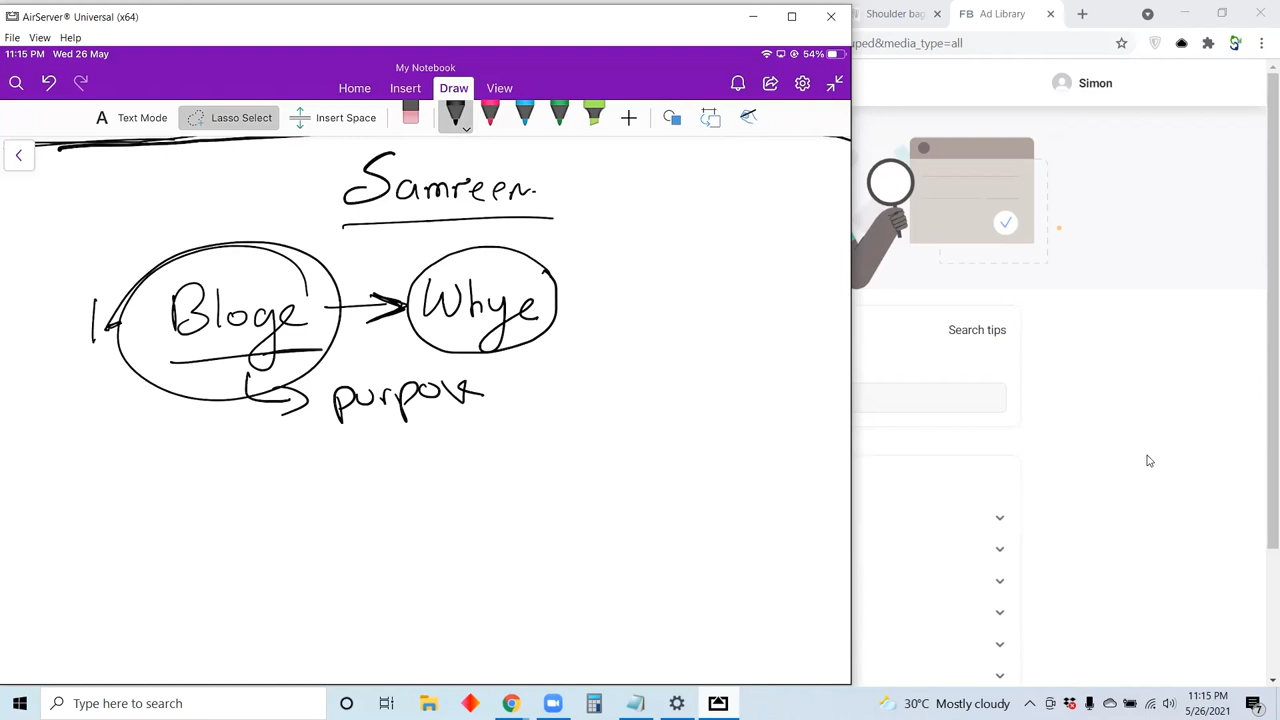 AirServer® Universal (x64)
Shoulder bag
Ad Library
File View Help
uped&media_type=all
11:15 PM Wed 26 May
54%
My Notebook
Simon
Home Insert Draw View
A Text Mode Lasso Select Insert Space
Samreen
Bloge Whye
purpose
Search tips
Type here to search
30°C Mostly cloudy
11:15 PM
5/26/2021
7